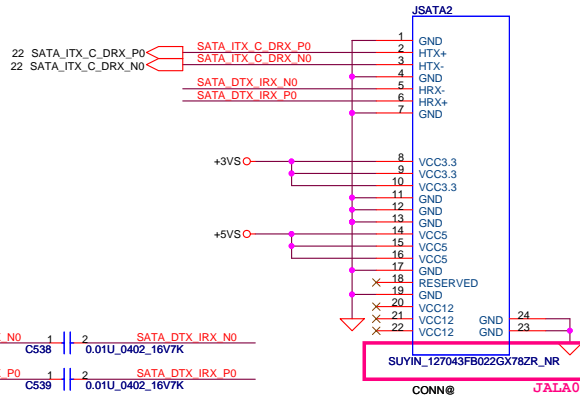 JSATA2
1 GND
22 SATA_ITX_C_DRX_P0 SATA_ITX_C_DRX_P0 2 HTX+
22 SATA_ITX_C_DRX_N0 SATA_ITX_C_DRX_N0 3 HTX-
4 GND
SATA_DTX_IRX_N0 5 HRX-
SATA_DTX_IRX_P0 6 HRX+
7 GND
+3VS 8 VCC3.3
9 VCC3.3
10 VCC3.3
11 GND
12 GND
13 GND
+5VS 14 VCC5
15 VCC5
16 VCC5
17 GND
18 RESERVED
19 GND
20 VCC12
21 VCC12 GND 24
22 VCC12 GND 23
_N0 1 2 SATA_DTX_IRX_N0
C538 0.01U_0402_16V7K
SUYIN_127043FB022GX78ZR_NR
_P0 1 2 SATA_DTX_IRX_P0
C539 0.01U_0402_16V7K
CONN@ JALA0